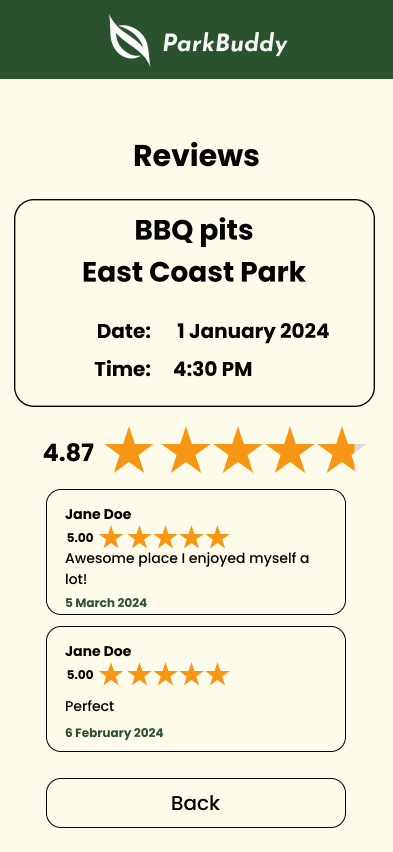 ParkBuddy
Reviews
BBQ pits
East Coast Park
Date: 1 January 2024
Time: 4:30 PM
4.87
Jane Doe
5.00
Awesome place I enjoyed myself a
lot!
5 March 2024
Jane Doe
5.00
Perfect
6 February 2024
Back